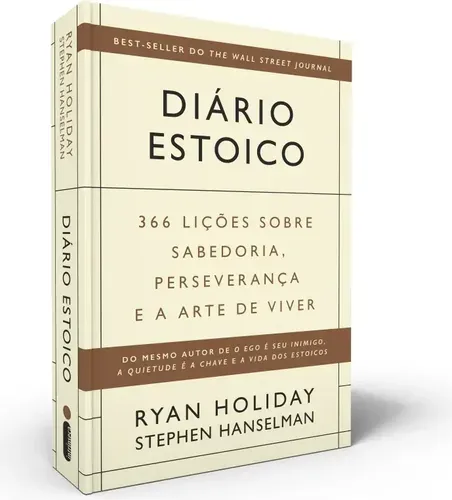 BEST-SELLER DO THE WALL STREET JOURNAL
DIÁRIO
ESTOICO
366 LIÇÕES SOBRE
SABEDORIA,
PERSEVERANÇA
E A ARTE DE VIVER
DO MESMO AUTOR DE O EGO É SEU INIMIGO,
A QUIETUDE É A CHAVE E A VIDA DOS ESTOICOS
RYAN HOLIDAY
STEPHEN HANSELMAN
RYAN HOLIDAY
STEPHEN HANSELMAN
DIÁRIO ESTOICO